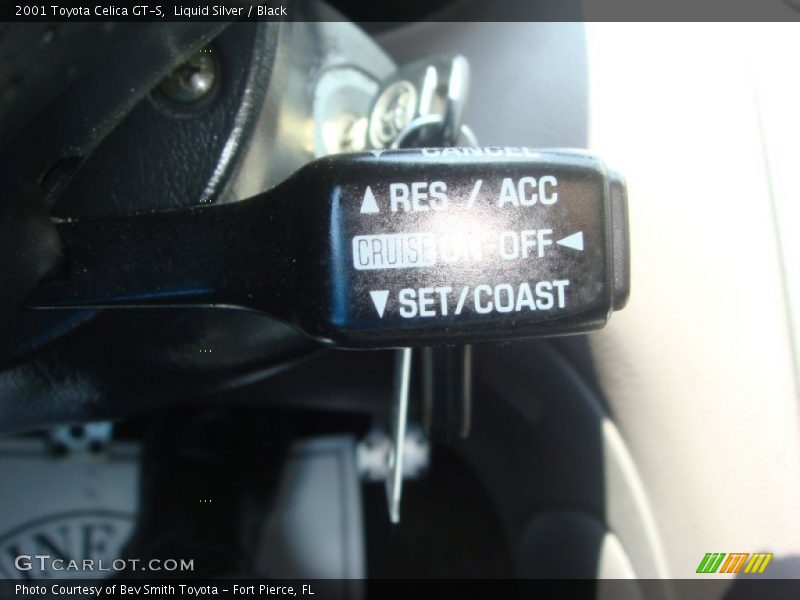 2001 Toyota Celica GT-S,  Liquid Silver / Black
CANCEL
▲ RES / ACC
CRUISE ON-OFF ◄
▼ SET/COAST
GTCARLOT.COM
Photo Courtesy of Bev Smith Toyota - Fort Pierce, FL